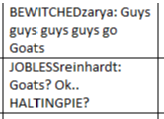 BEWITCHEDzarya: Guys
guys guys guys go
Goats
JOBLESSreinhardt:
Goats? Ok..
HALTINGPIE?